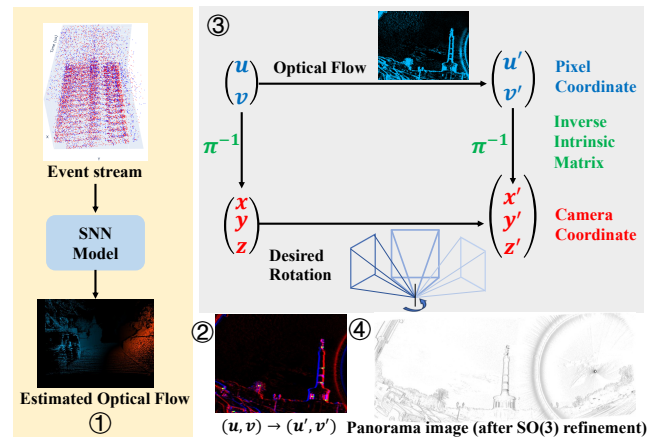 Event stream
SNN
Model
Estimated Optical Flow
①
③
u
v
Optical Flow
u′
v′
Pixel
Coordinate
π⁻¹
π⁻¹
Inverse
Intrinsic
Matrix
x
y
z
Desired
Rotation
x′
y′
z′
Camera
Coordinate
②
(u, v) → (u′, v′)
④
Panorama image (after SO(3) refinement)